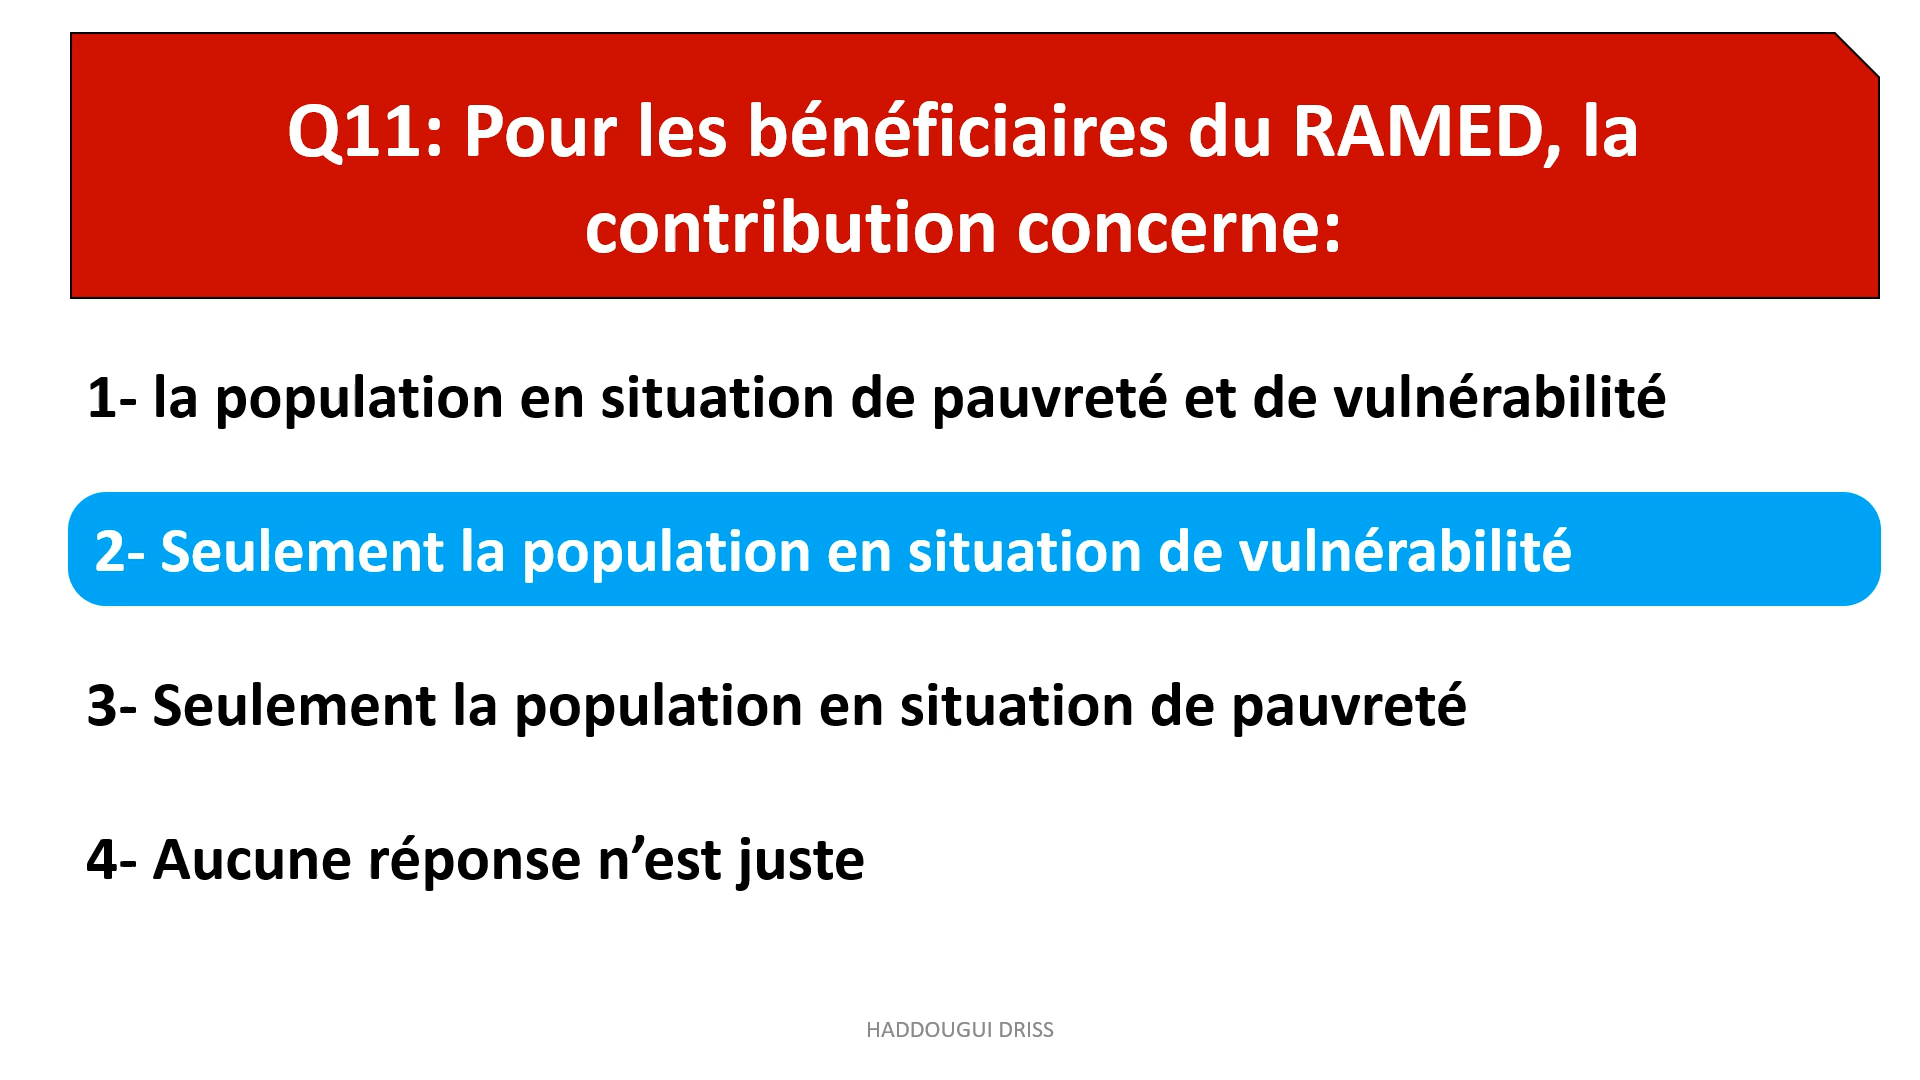 Q11: Pour les bénéficiaires du RAMED, la
contribution concerne:
1- la population en situation de pauvreté et de vulnérabilité
2- Seulement la population en situation de vulnérabilité
3- Seulement la population en situation de pauvreté
4- Aucune réponse n’est juste
HADDOUGUI DRISS